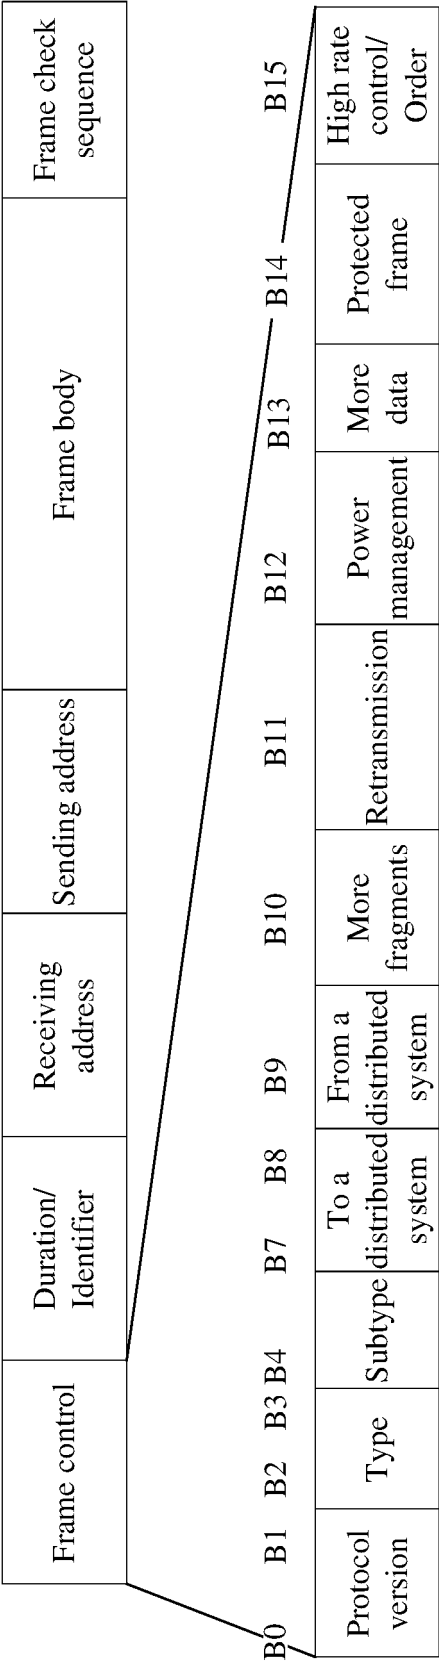 Frame control
Duration/
Identifier
Receiving
address
Sending address
Frame body
Frame check
sequence
B0
B1
B2
B3
B4
B7
B8
B9
B10
B11
B12
B13
B14
B15
Protocol
version
Type
Subtype
To a
distributed
system
From a
distributed
system
More
fragments
Retransmission
Power
management
More
data
Protected
frame
High rate
control/
Order